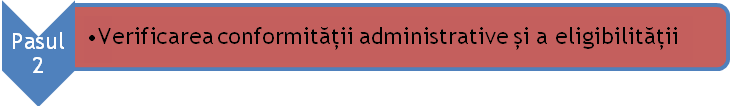 Pasul
2
•Verificarea conformității administrative și a eligibilității